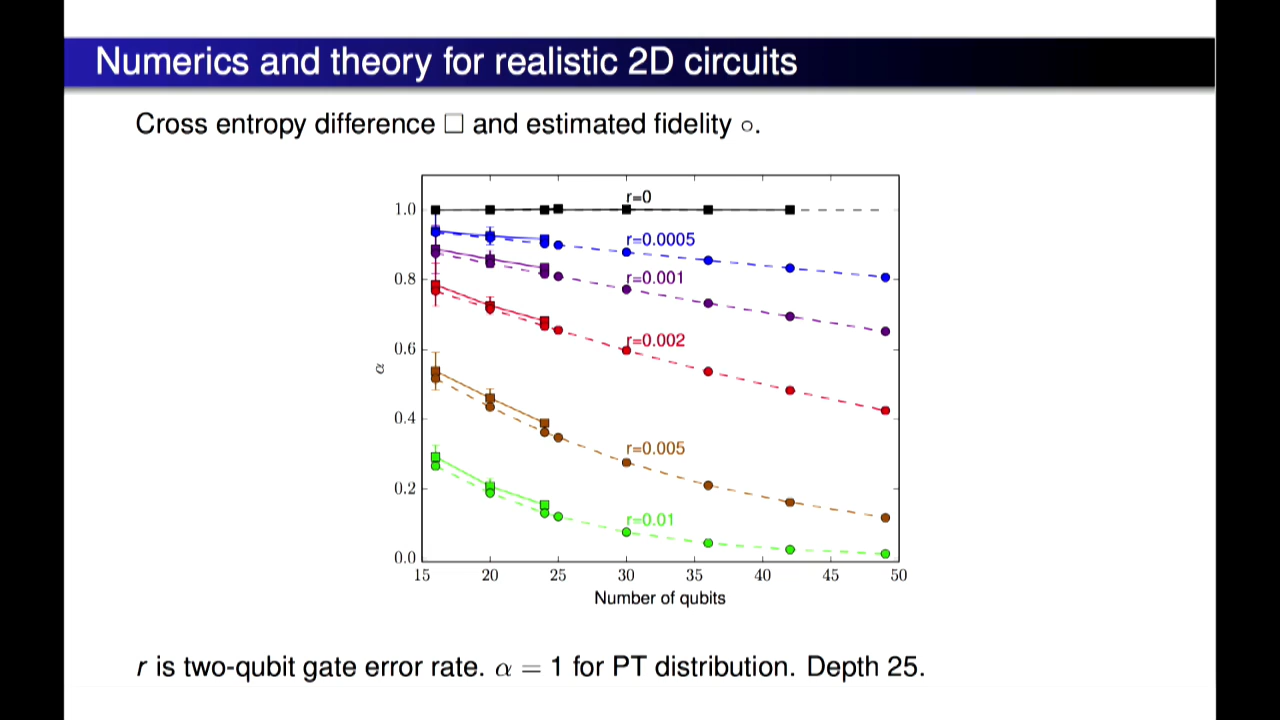 Numerics and theory for realistic 2D circuits
Cross entropy difference □ and estimated fidelity ○.
r=0
1.0
r=0.0005
r=0.001
0.8
r=0.002
0.6
α
0.4
r=0.005
0.2
r=0.01
0.0
15 20 25 30 35 40 45 50
Number of qubits
r is two-qubit gate error rate. α = 1 for PT distribution. Depth 25.